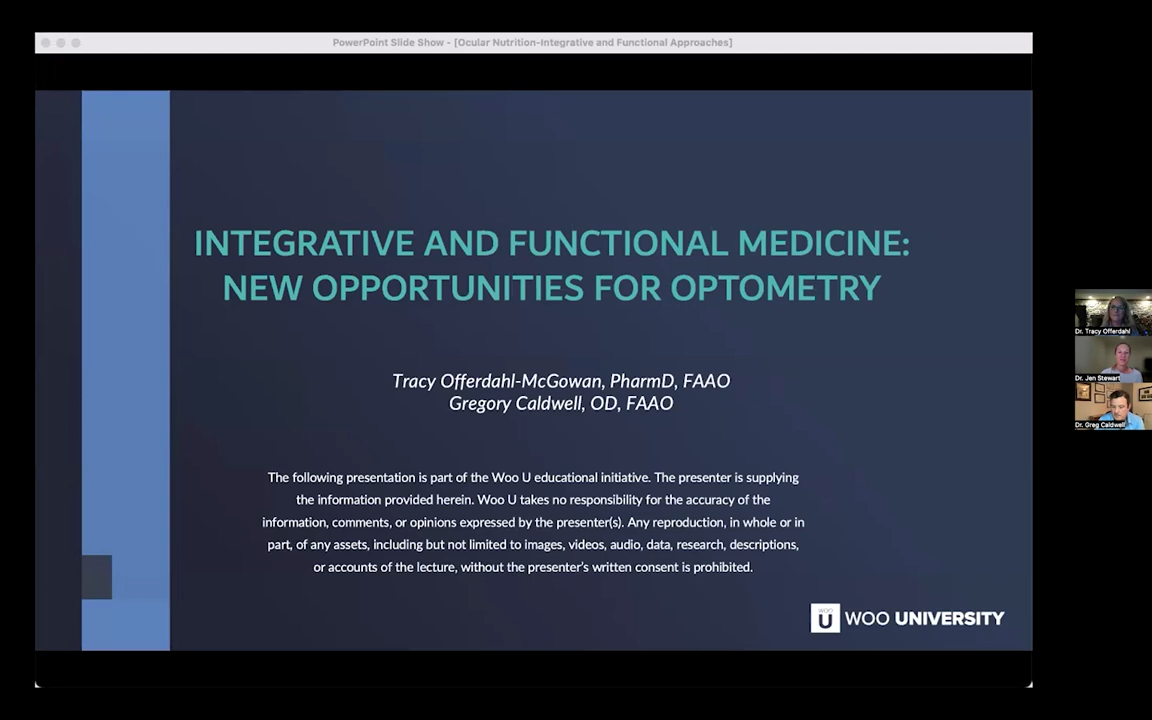 PowerPoint Slide Show - [Ocular Nutrition-Integrative and Functional Approaches]
INTEGRATIVE AND FUNCTIONAL MEDICINE:
NEW OPPORTUNITIES FOR OPTOMETRY
Tracy Offerdahl-McGowan, PharmD, FAAO
Gregory Caldwell, OD, FAAO
The following presentation is part of the Woo U educational initiative. The presenter is supplying
the information provided herein. Woo U takes no responsibility for the accuracy of the
information, comments, or opinions expressed by the presenter(s). Any reproduction, in whole or in
part, of any assets, including but not limited to images, videos, audio, data, research, descriptions,
or accounts of the lecture, without the presenter's written consent is prohibited.
WOO
U WOO UNIVERSITY
Dr. Tracy Offerdahl
Dr. Jen Stewart
Dr. Greg Caldwell